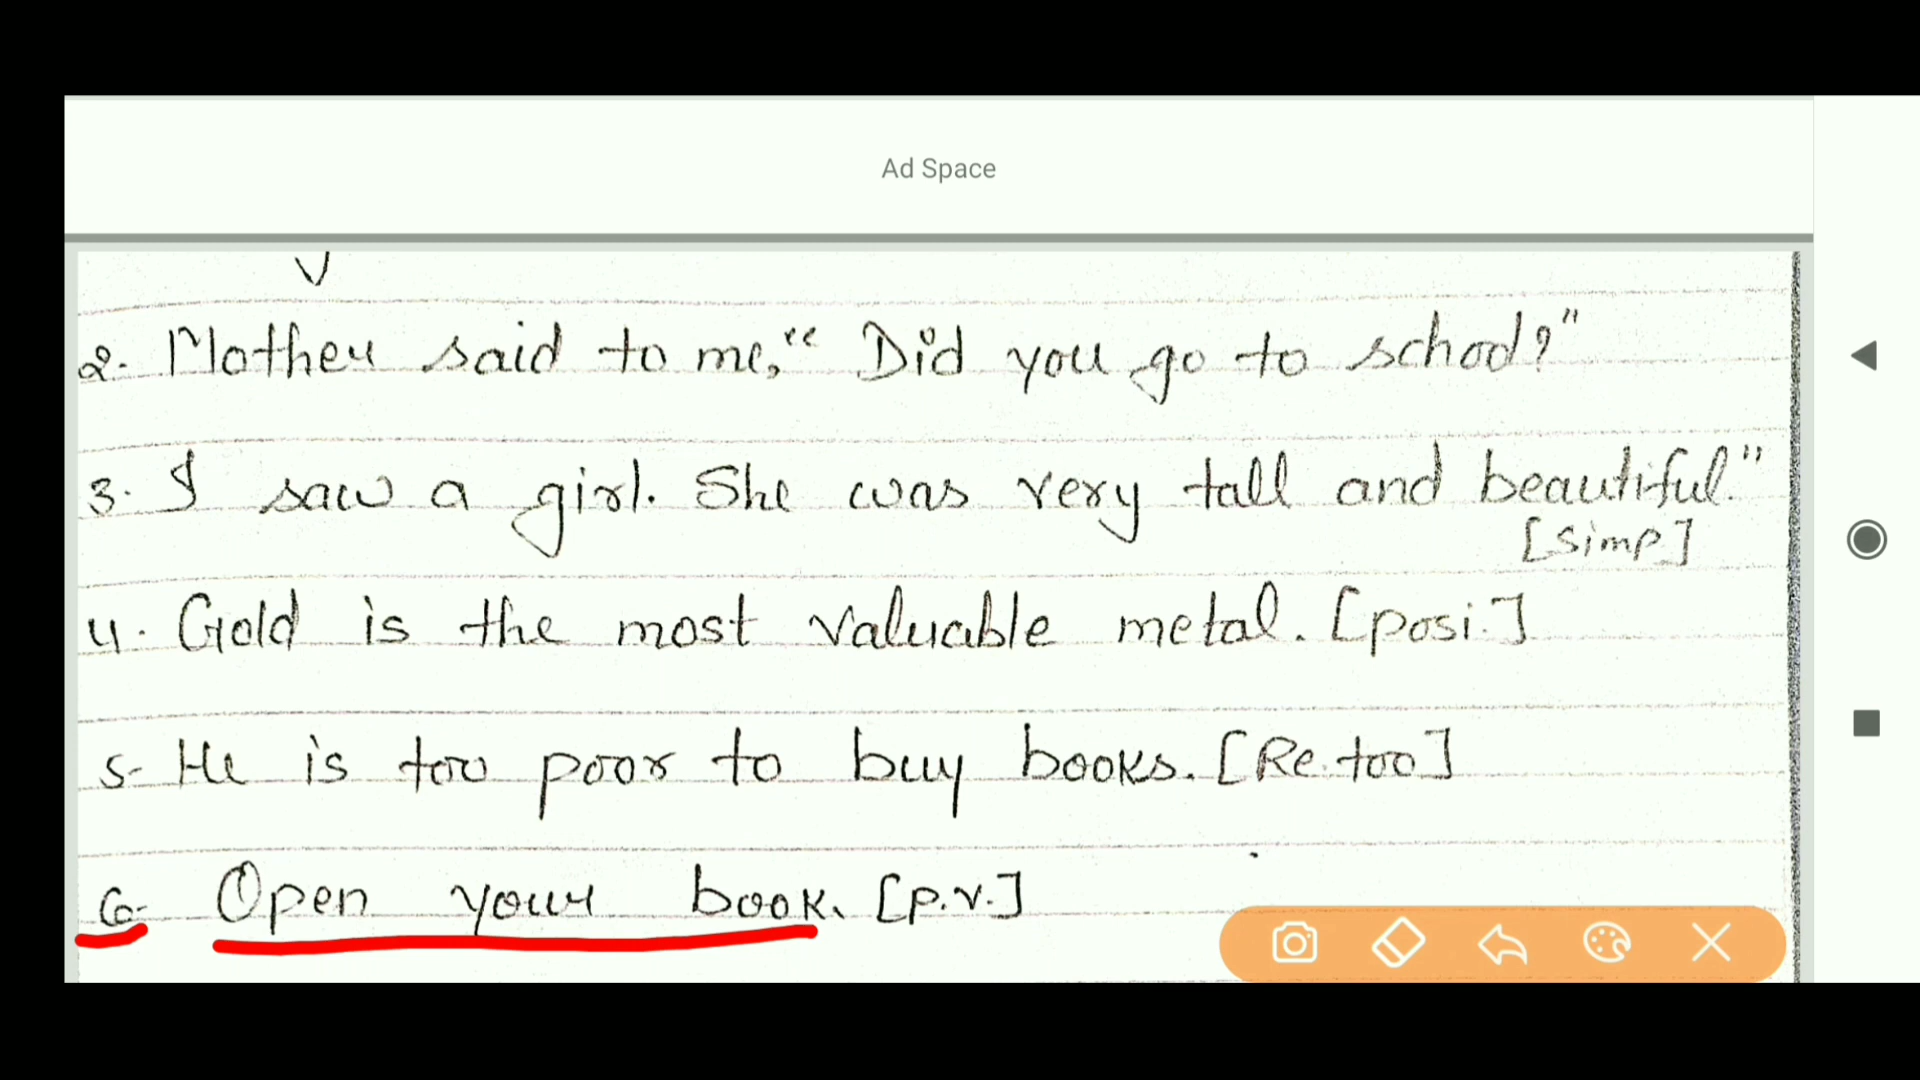 Ad Space
2. Mother said to me, "Did you go to school?"
3. I saw a girl. She was very tall and beautiful."
[Simp]
4. Gold is the most valuable metal. [posi.]
5- He is too poor to buy books. [Re. too]
6- Open your book. [p.v.]